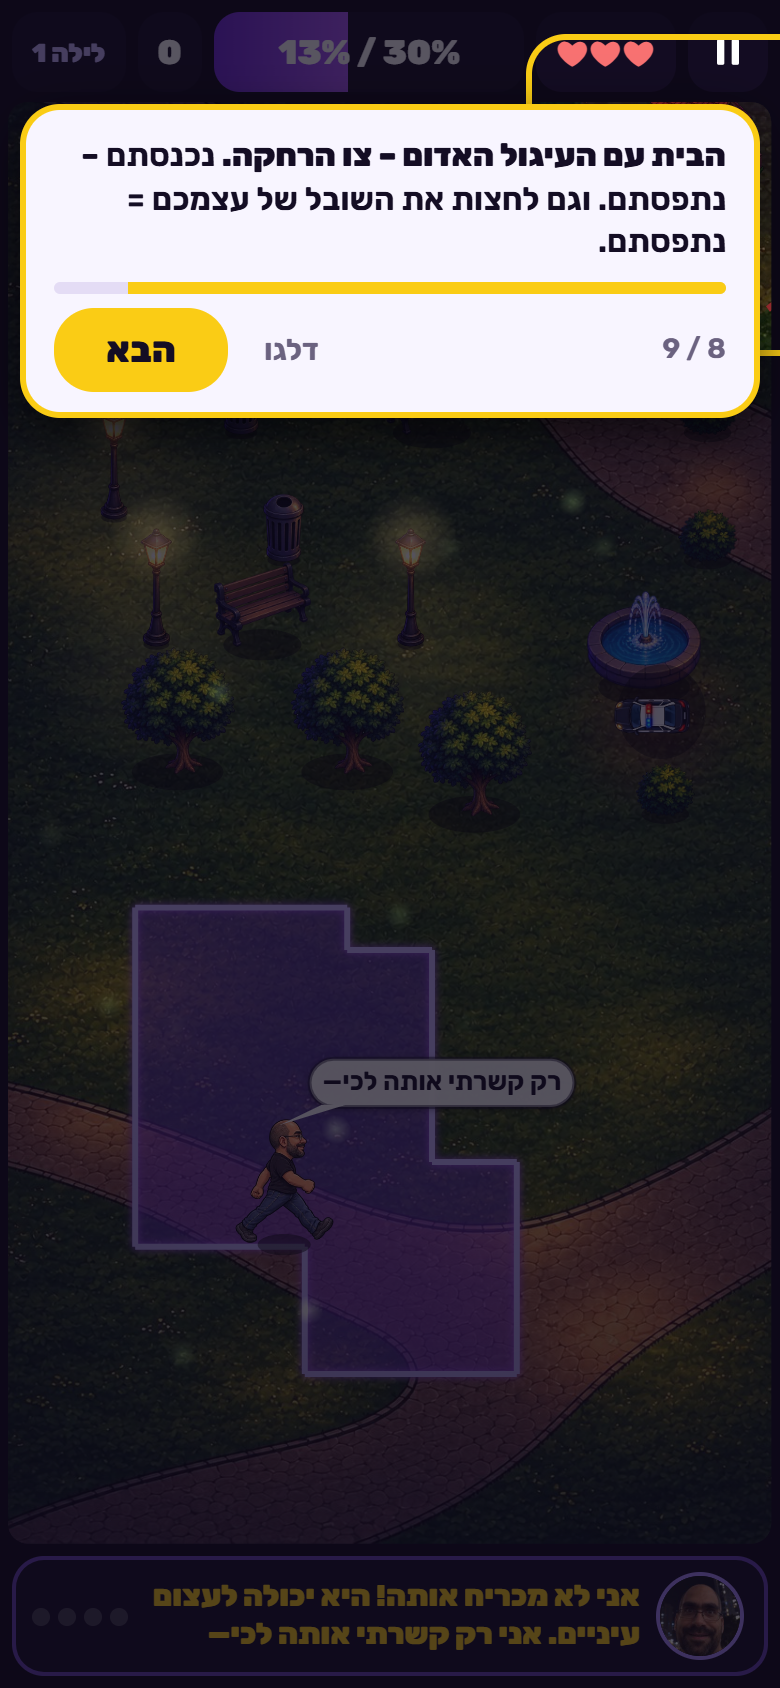 לילה 1
0
13% / 30%
הבית עם העיגול האדום – צו הרחקה. נכנסתם –
נתפסתם. וגם לחצות את השובל של עצמכם =
נתפסתם.
9 / 8
דלגו
הבא
רק קשרתי אותה לכי—
אני לא מכריח אותה! היא יכולה לעצום
עיניים. אני רק קשרתי אותה לכי—